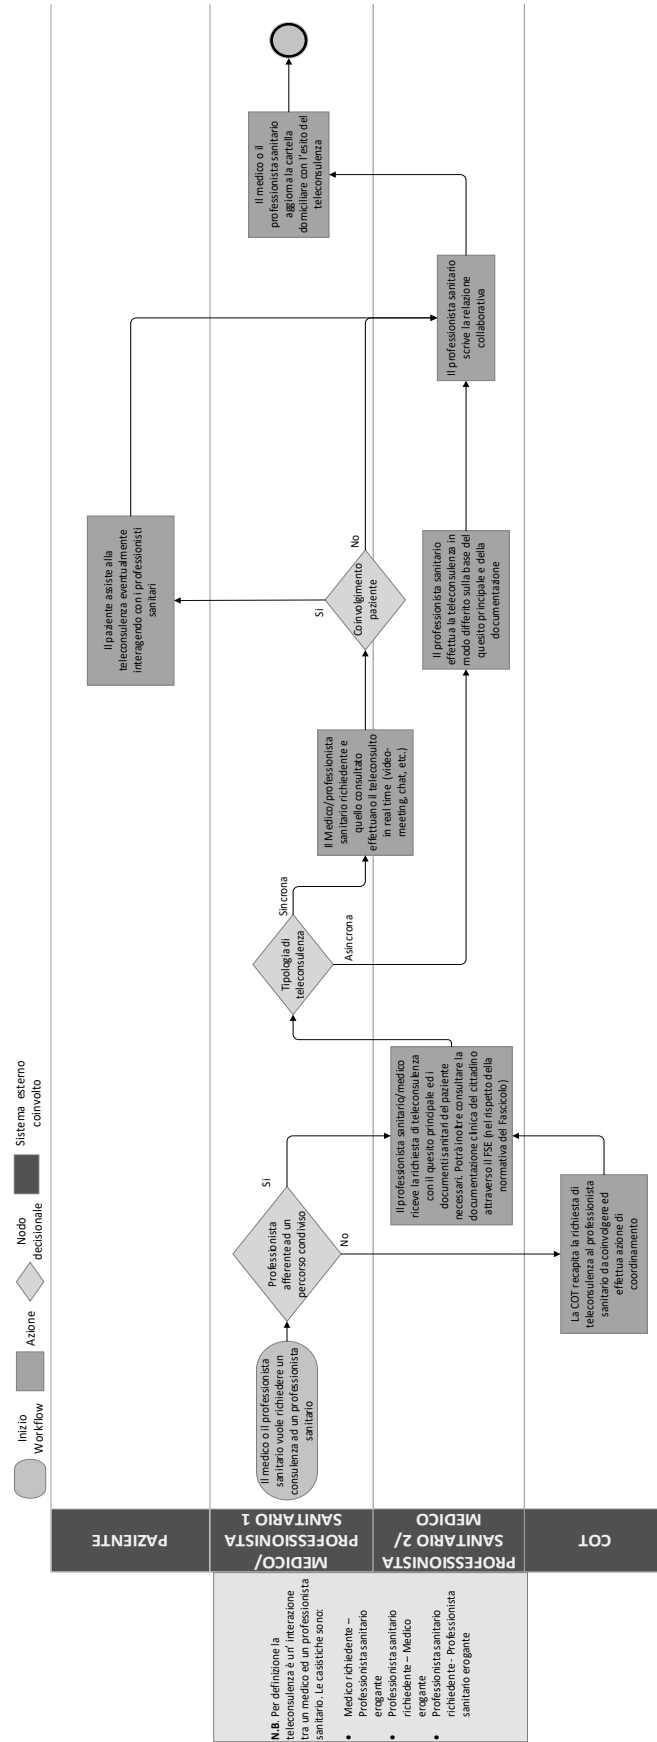 Inizio
Workflow
Azione
Nodo
decisionale
Sistema esterno
coinvolto
PAZIENTE
MEDICO/
PROFESSIONISTA
SANITARIO 1
PROFESSIONISTA
SANITARIO 2/
MEDICO
COT
N.B. Per definizione la
teleconsulenza è un' interazione
tra un medico ed un professionista
sanitario. Le casistiche sono:
• Medico richiedente –
Professionista sanitario
erogante
• Professionista sanitario
richiedente – Medico
erogante
• Professionista sanitario
richiedente - Professionista
sanitario erogante
Il medico o il professionista
sanitario vuole richiedere un
consulenza ad un professionista
sanitario
Professionista
afferente ad un
percorso condiviso
Si
No
La COT recapita la richiesta di
teleconsulenza al professionista
sanitario da coinvolgere ed
effettua azione di
coordinamento
Il professionista sanitario/medico
riceve la richiesta di teleconsulenza
con il quesito principale ed i
documenti sanitari del paziente
necessari. Potrà inoltre consultare la
documentazione clinica del cittadino
attraverso il FSE (nel rispetto della
normativa del Fascicolo)
Tipologia di
teleconsulenza
Sincrona
Asincrona
Il Medico/professionista
sanitario richiedente e
quello consultato
effettuano il teleconsulto
in real time (video-
meeting, chat, etc.)
Coinvolgimento
paziente
Si
No
Il paziente assiste alla
teleconsulenza eventualmente
interagendo con i professionisti
sanitari
Il professionista sanitario
effettua la teleconsulenza in
modo differito sulla base del
quesito principale e della
documentazione
Il professionista sanitario
scrive la relazione
collaborativa
Il medico o il
professionista sanitario
aggiorna la cartella
domiciliare con l'esito del
teleconsulenza